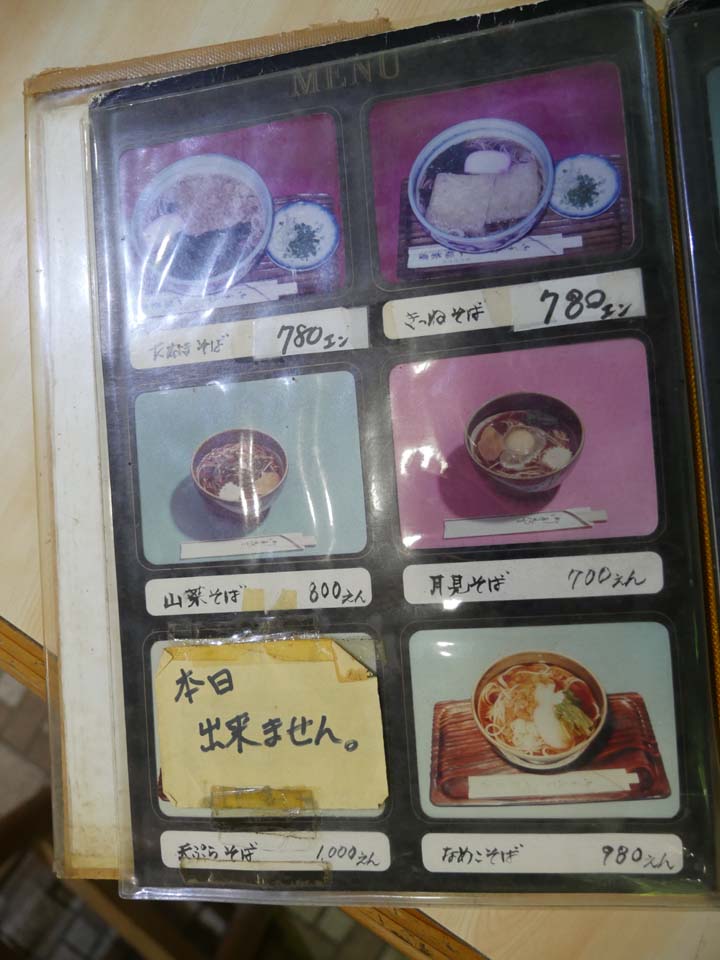 MENU
そば 780エン
きつねそば 780エン
山菜そば 800えん
月見そば 700えん
本日
出来ません。
天ぷらそば 1,000えん
なめこそば 980えん